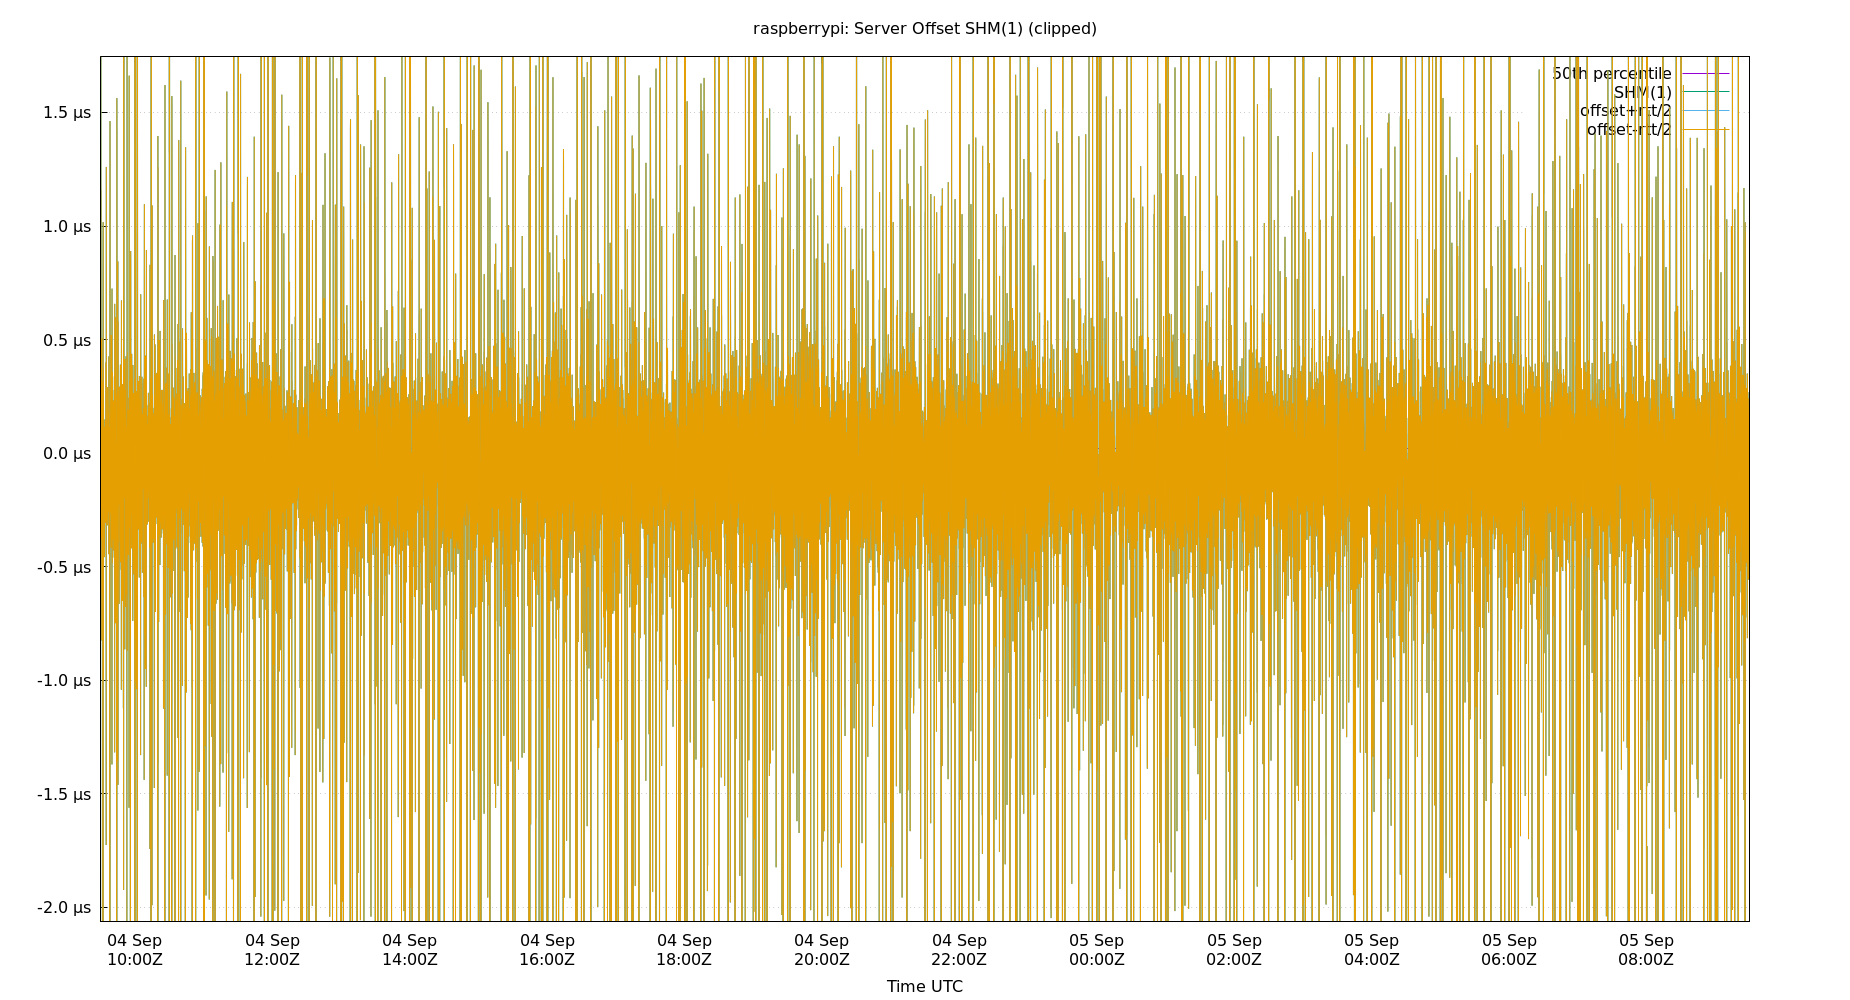 raspberrypi: Server Offset SHM(1) (clipped)
50th percentile
SHM(1)
offset+rtt/2
offset-rtt/2
1.5 µs
1.0 µs
0.5 µs
0.0 µs
-0.5 µs
-1.0 µs
-1.5 µs
-2.0 µs
04 Sep 04 Sep 04 Sep 04 Sep 04 Sep 04 Sep 04 Sep 05 Sep 05 Sep 05 Sep 05 Sep 05 Sep
10:00Z 12:00Z 14:00Z 16:00Z 18:00Z 20:00Z 22:00Z 00:00Z 02:00Z 04:00Z 06:00Z 08:00Z
Time UTC